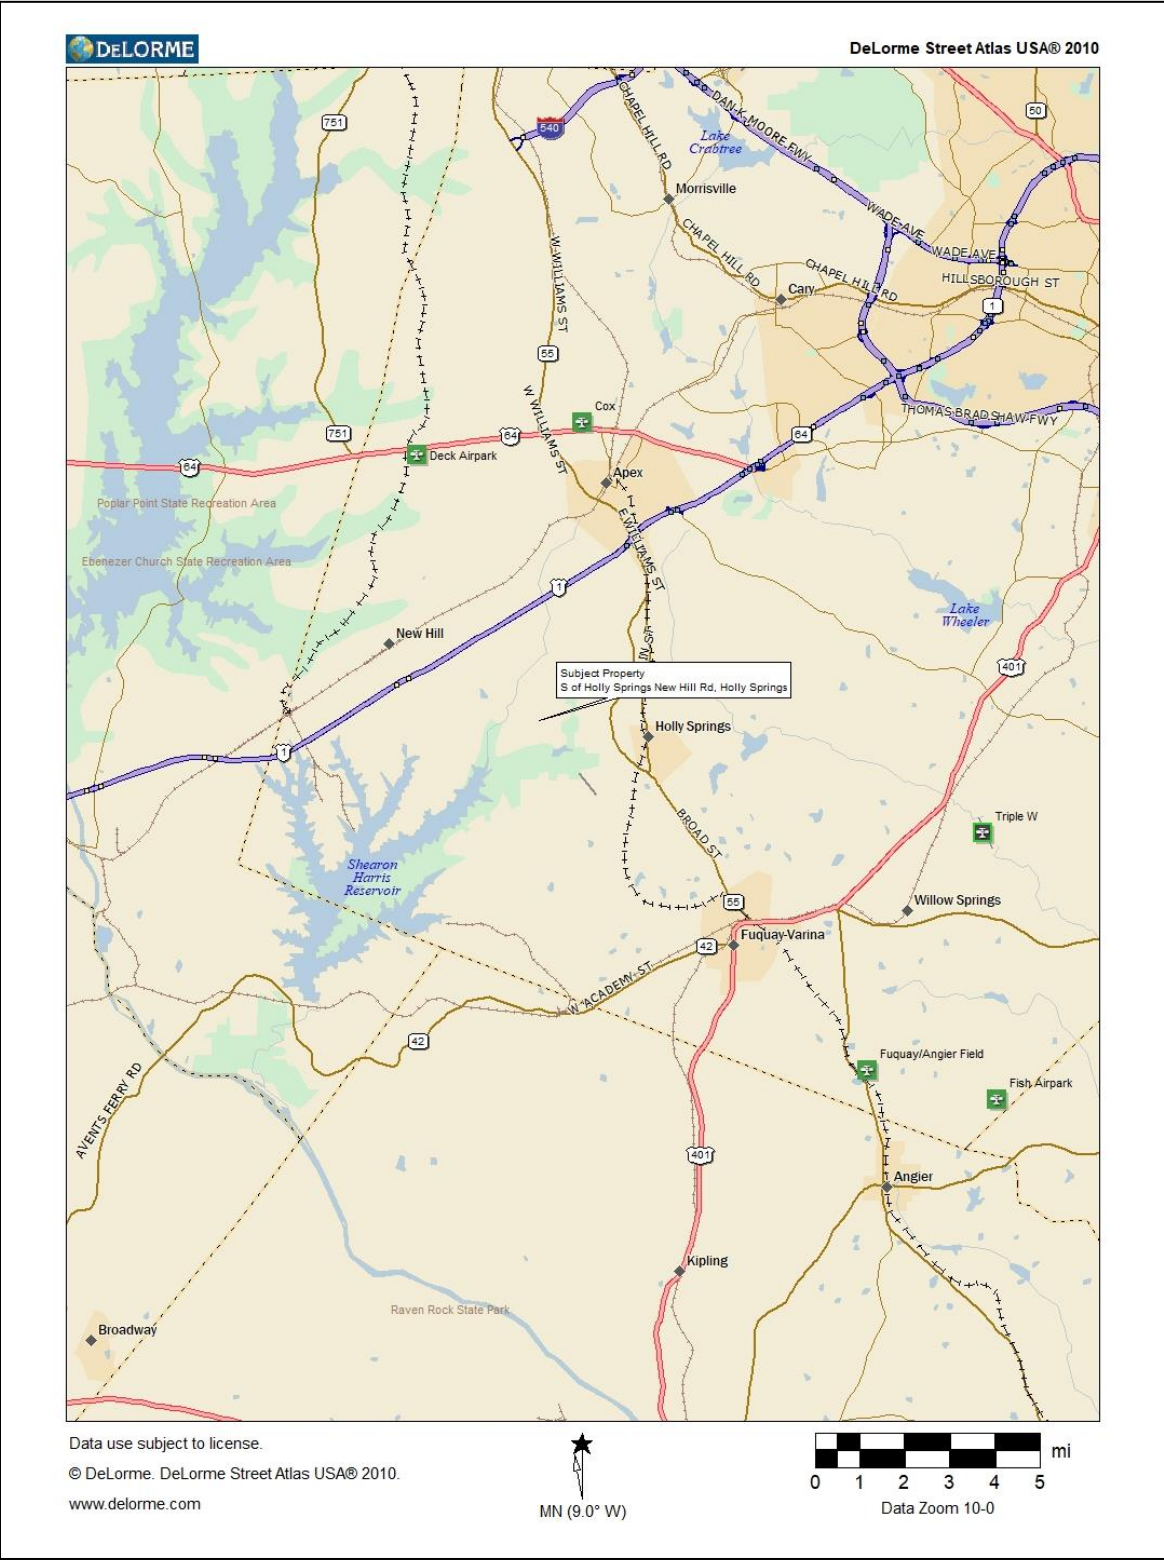 DELORME
DeLorme Street Atlas USA® 2010
751
540
CHAPEL HILL RD
DAN K MOORE FWY
50
Lake
Crabtree
Morrisville
WADE AVE
W WILLIAMS ST
CHAPEL HILL RD
WADE AVE
CHAPEL HILL RD
HILLSBOROUGH ST
Cary
1
55
W WILLIAMS ST
Cox
THOMAS BRADSHAW FWY
751
64
64
64
Deck Airpark
Apex
Poplar Point State Recreation Area
E WILLIAMS ST
Ebenezer Church State Recreation Area
1
Lake
Wheeler
New Hill
N
401
Subject Property
S of Holly Springs New Hill Rd, Holly Springs
Holly Springs
1
BROAD ST
Triple W
Shearon
Harris
Reservoir
55
Willow Springs
Fuquay-Varina
42
W ACADEMY ST
42
Fuquay/Angier Field
Fish Airpark
AVENTS FERRY RD
401
Angier
Kipling
Raven Rock State Park
Broadway
Data use subject to license.
© DeLorme. DeLorme Street Atlas USA® 2010.
www.delorme.com
MN (9.0° W)
mi
0 1 2 3 4 5
Data Zoom 10-0